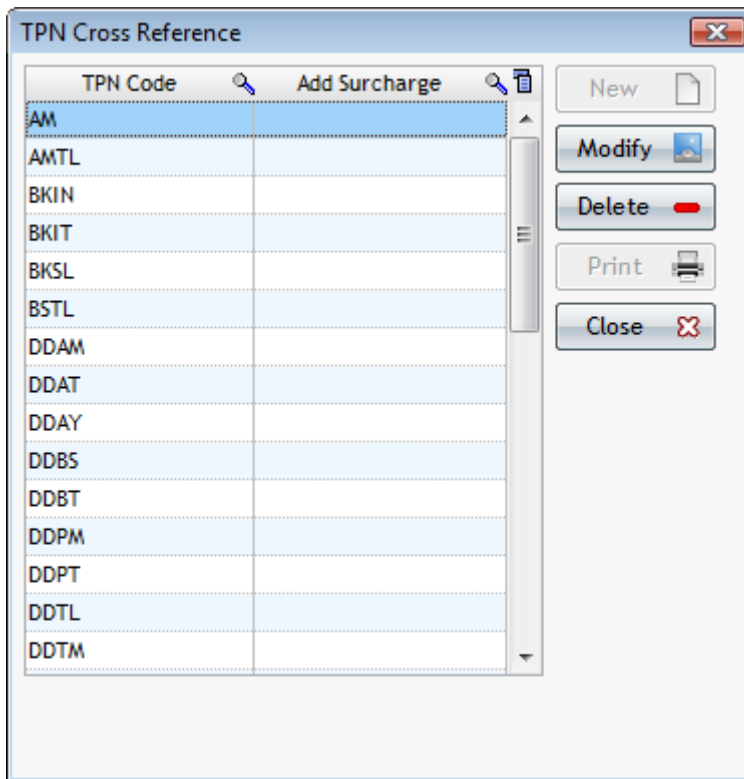 TPN Cross Reference
TPN Code Add Surcharge
New
AM
Modify
AMTL
BKIN
Delete
BKIT
Print
BKSL
BSTL
Close
DDAM
DDAT
DDAY
DDBS
DDBT
DDPM
DDPT
DDTL
DDTM